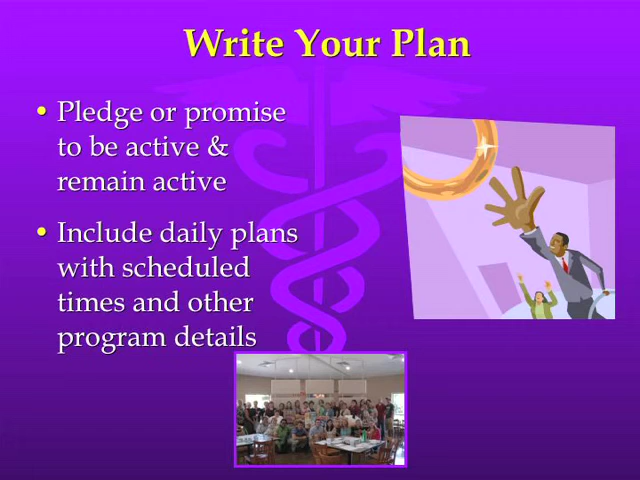 Write Your Plan
• Pledge or promise
to be active &
remain active
• Include daily plans
with scheduled
times and other
program details